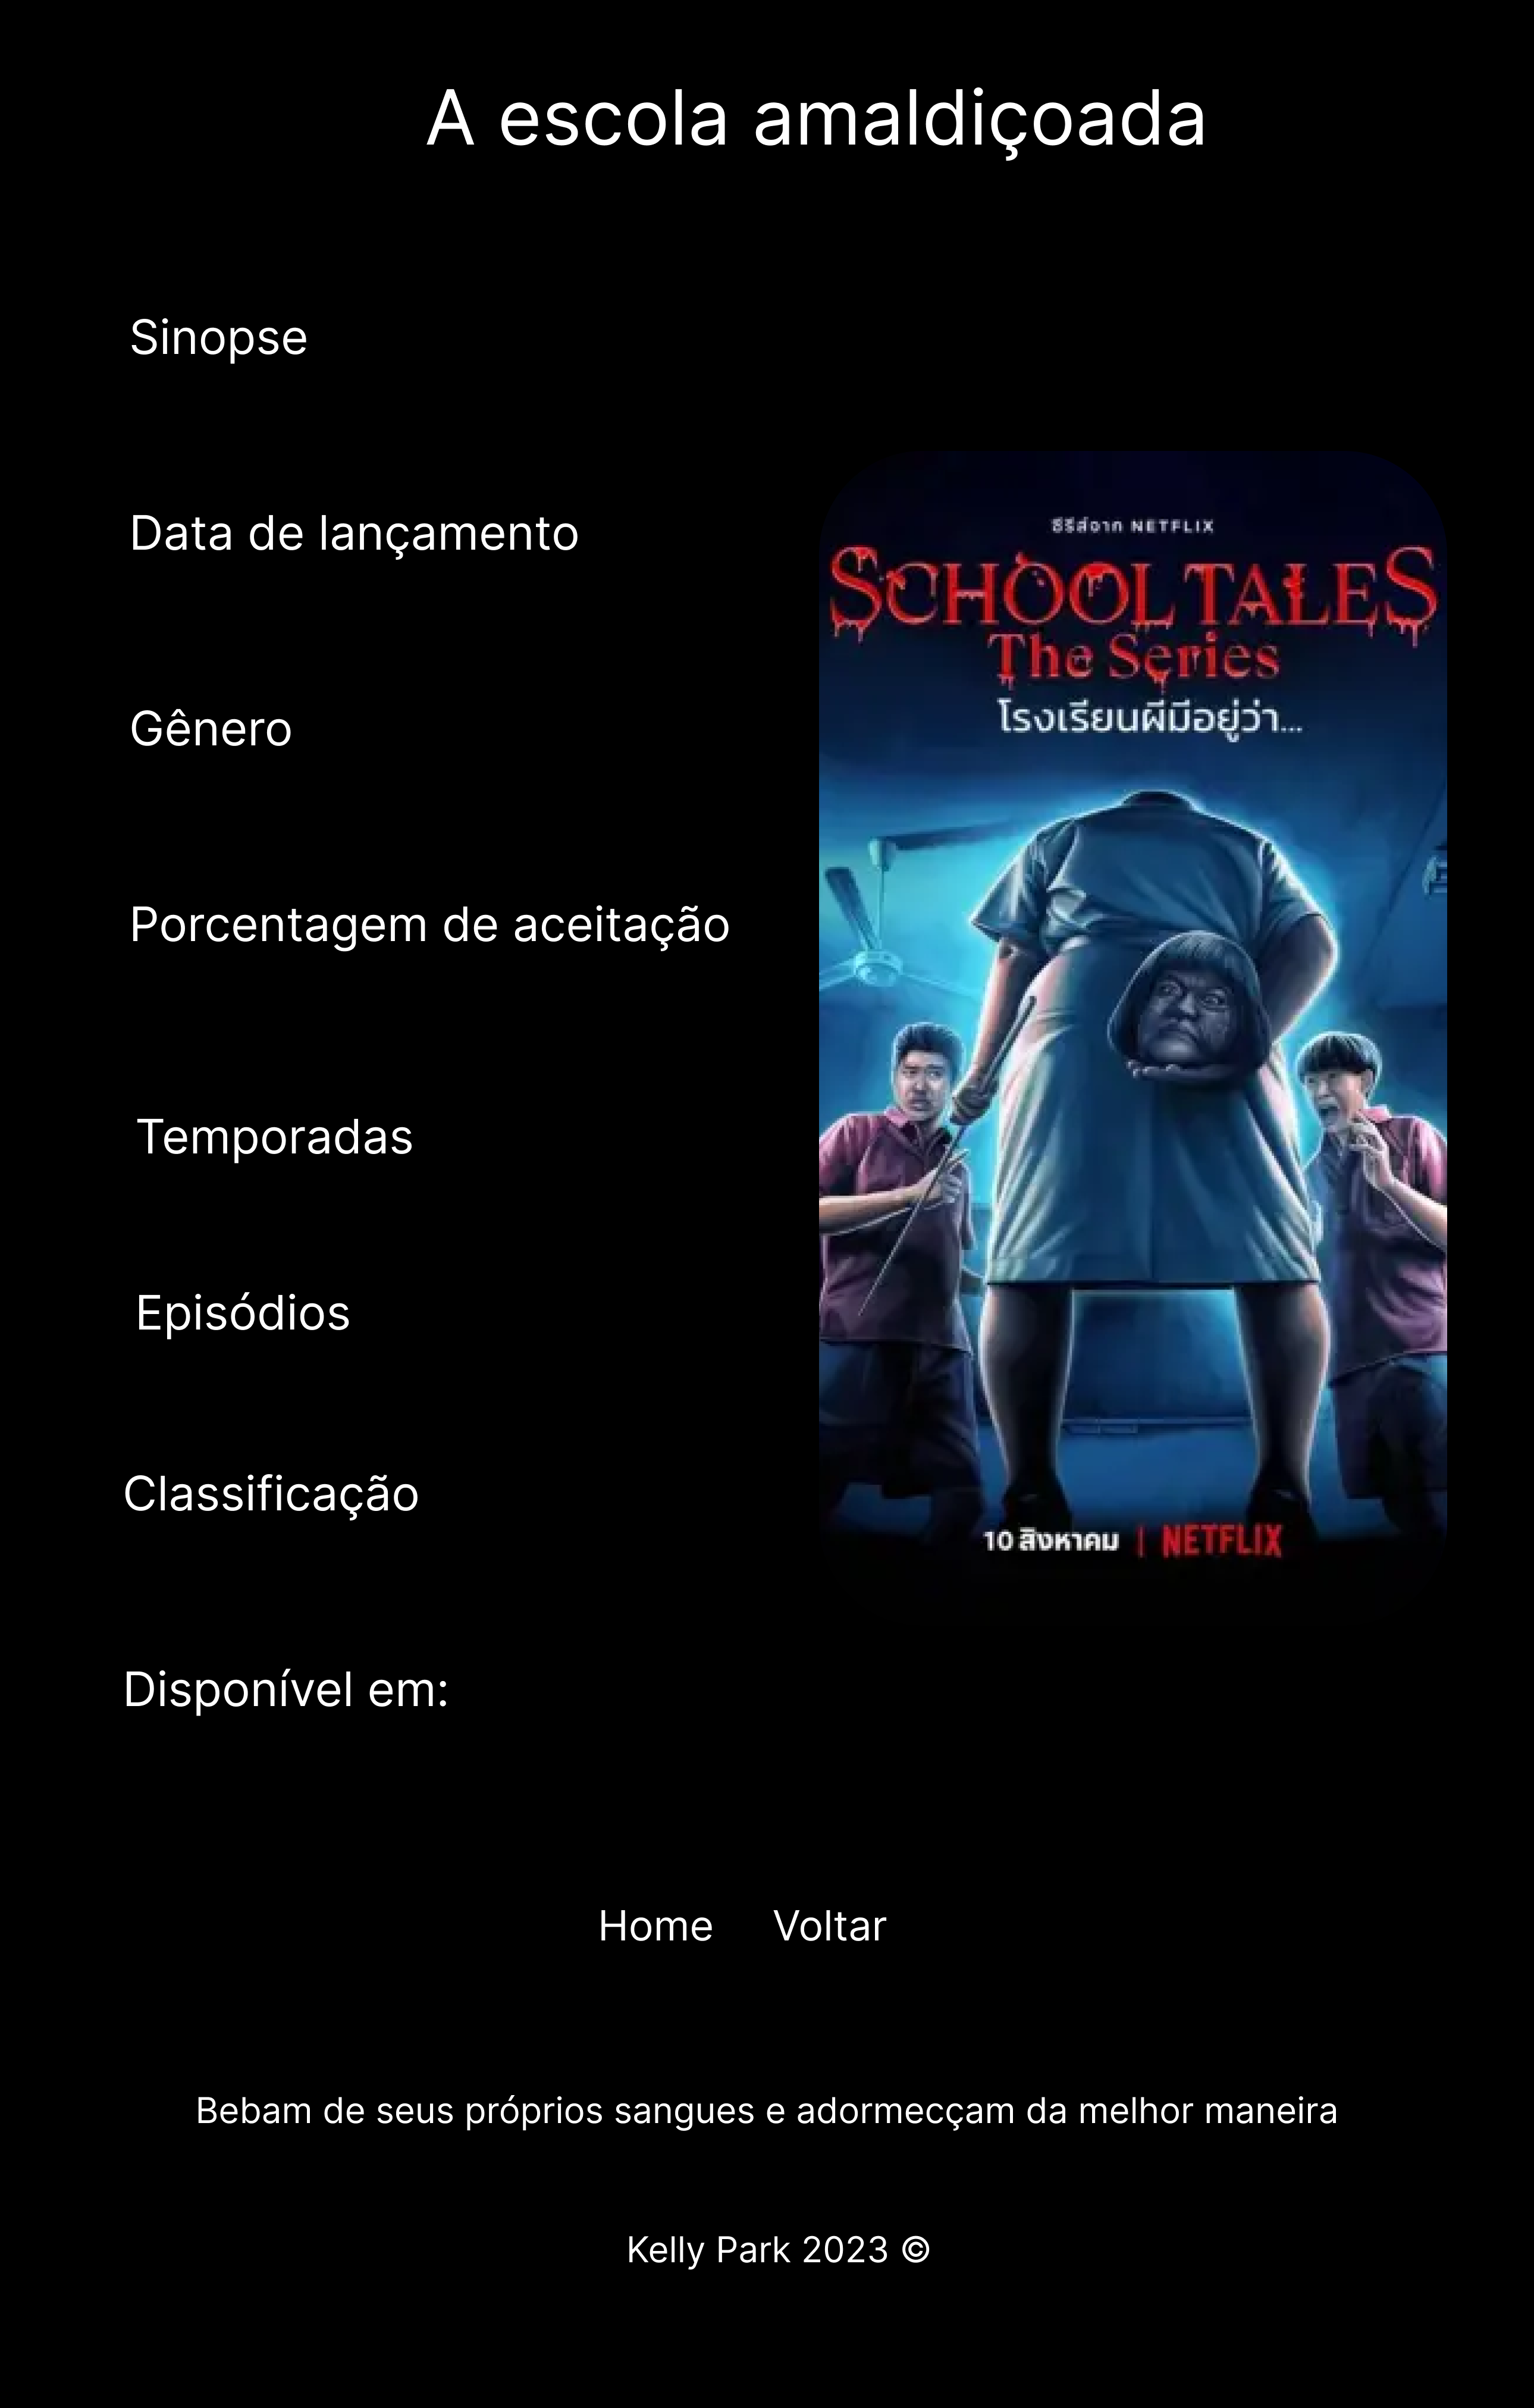 A escola amaldiçoada
Sinopse
Data de lançamento
Gênero
Porcentagem de aceitação
Temporadas
Episódios
Classificação
Disponível em:
ซีรีส์จาก NETFLIX
SCHOOL TALES
The Series
โรงเรียนผีมีอยู่ว่า...
10 สิงหาคม | NETFLIX
Home Voltar
Bebam de seus próprios sangues e adormecçam da melhor maneira
Kelly Park 2023 ©